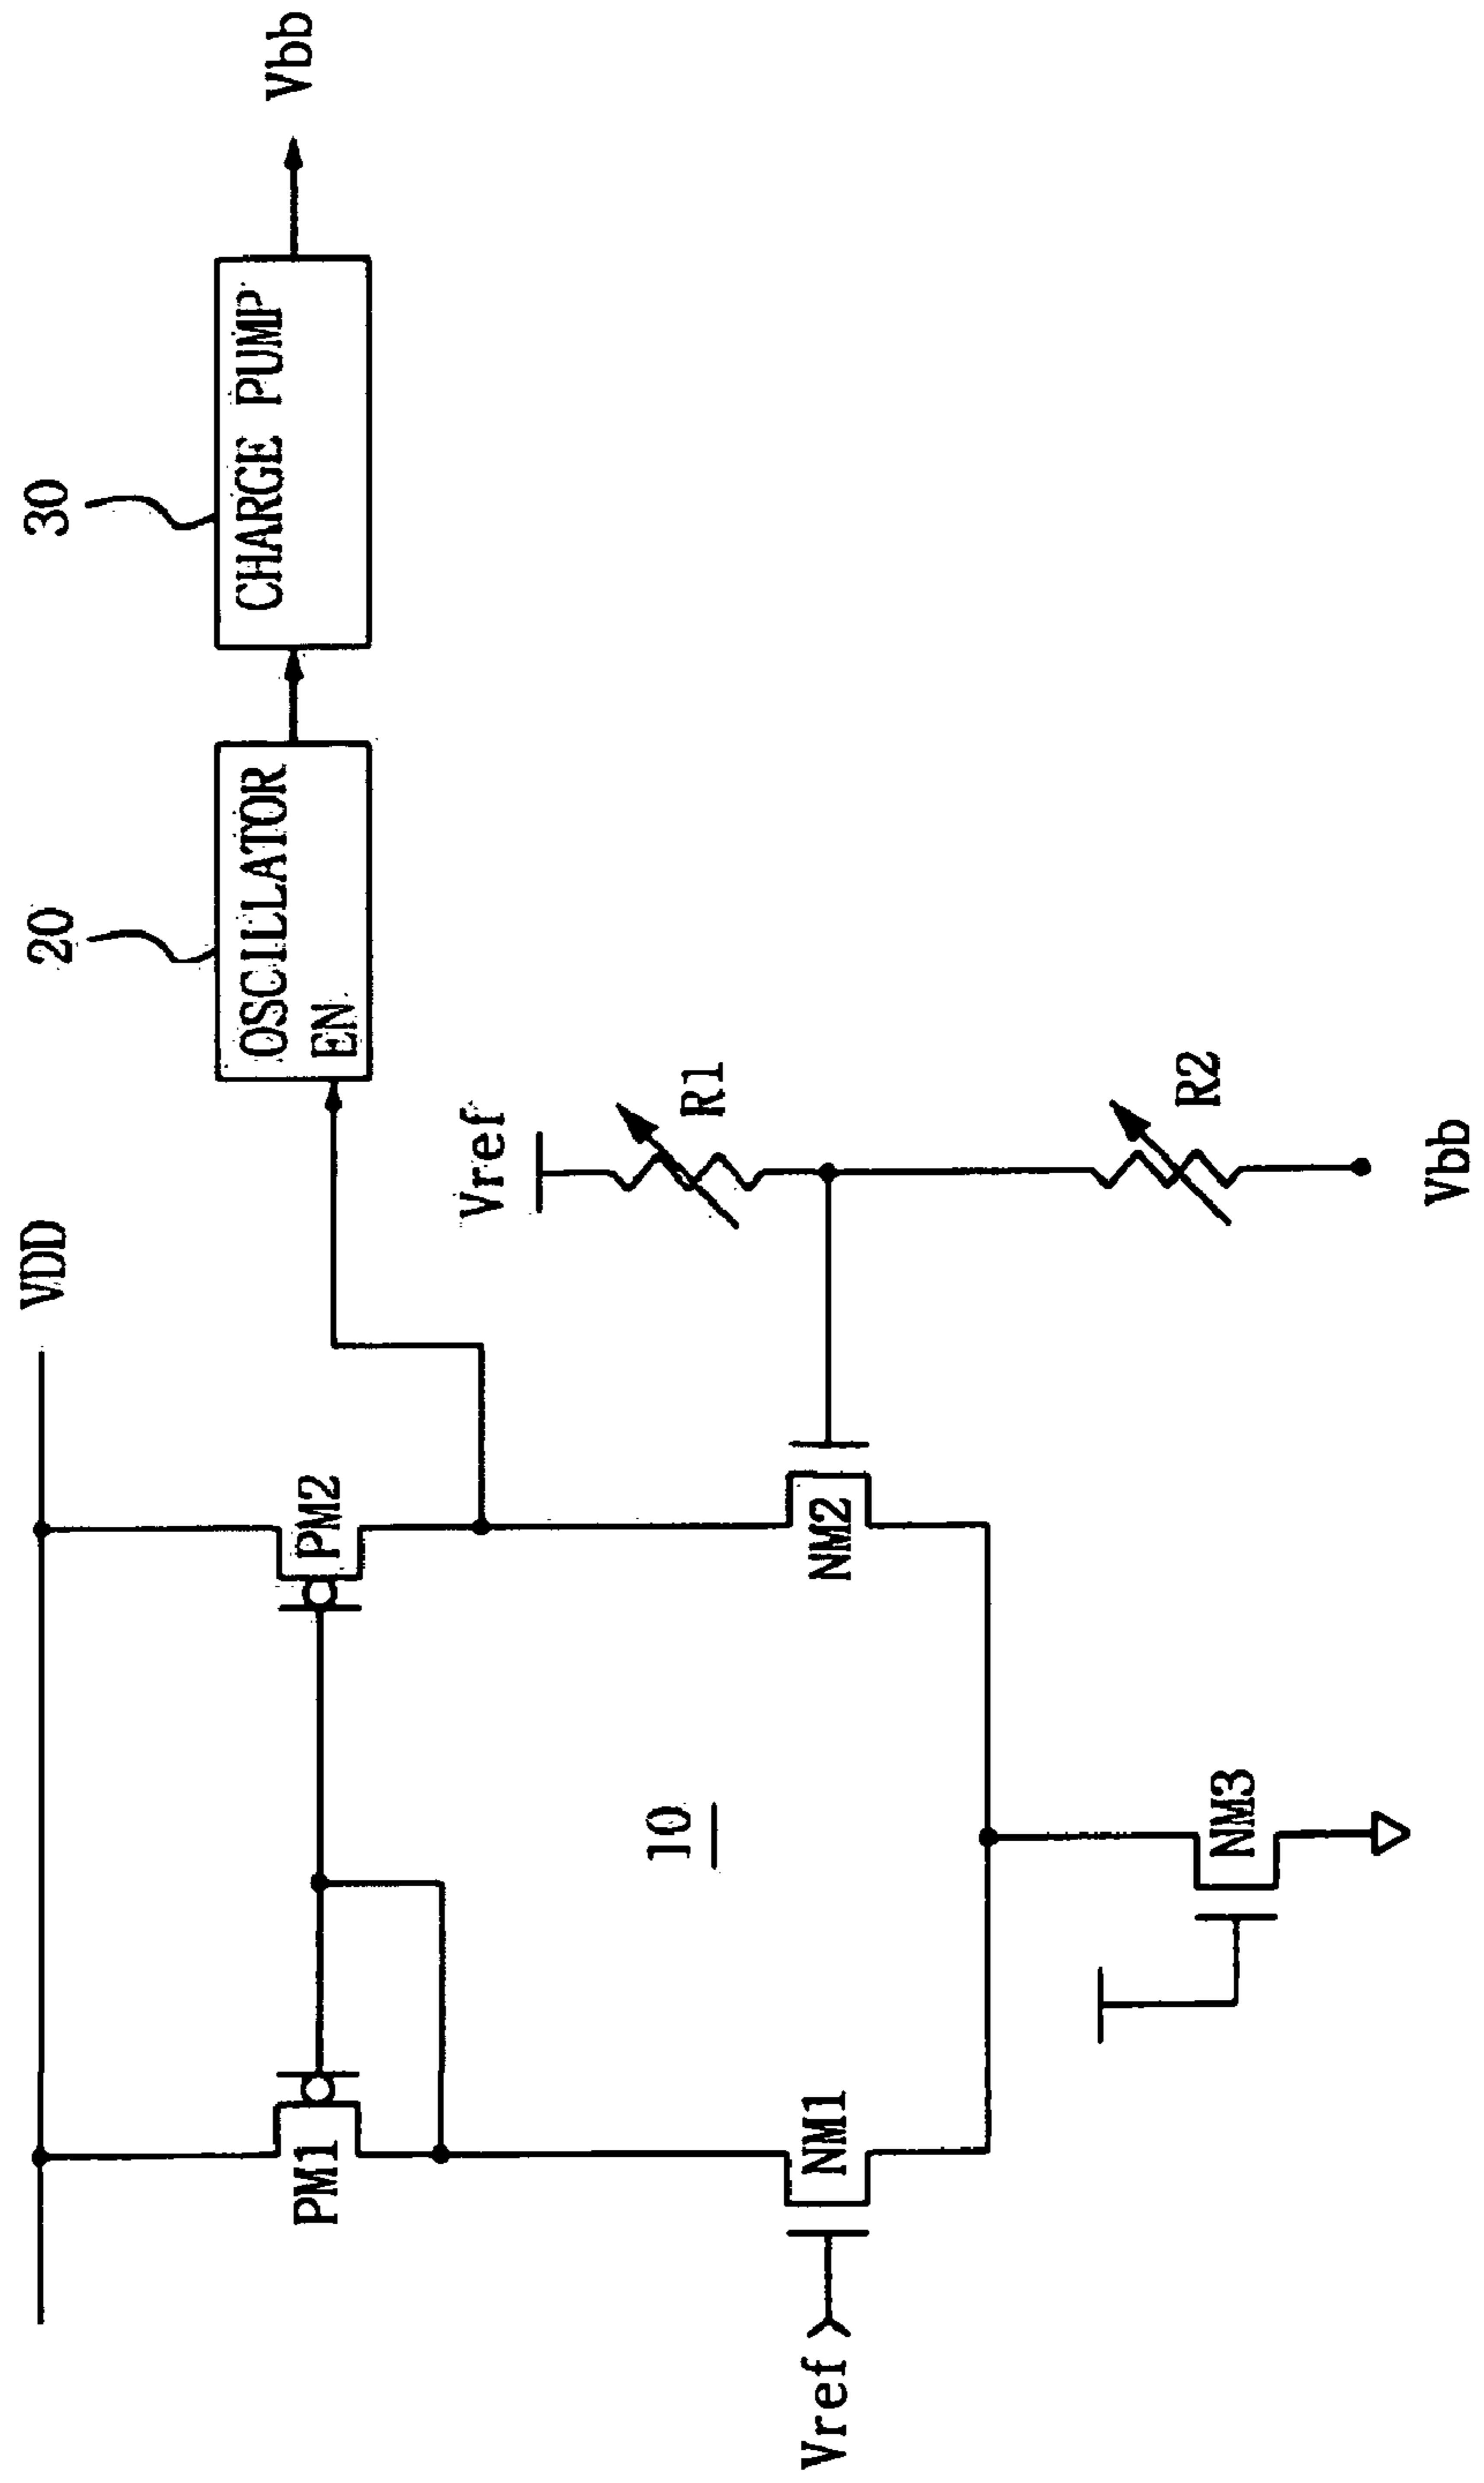 30
20
CHARGE PUMP
Vbb
OSCILLATOR
EN
VDD
Vref
R1
R2
Vbb
PM1
PM2
10
Vref
NM1
NM2
NM3